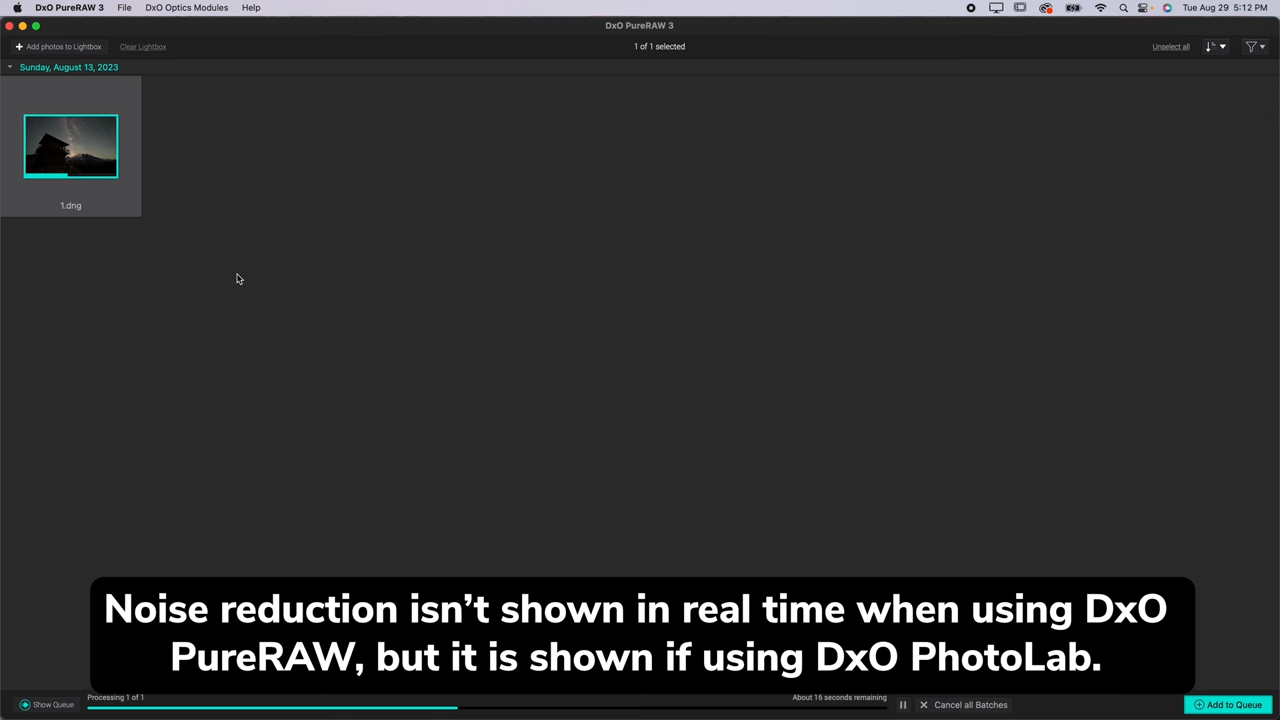 DxO PureRAW 3 File DxO Optics Modules Help Tue Aug 29 5:12 PM
DxO PureRAW 3
Add photos to Lightbox Clear Lightbox 1 of 1 selected Unselect all
Sunday, August 13, 2023
1.dng
Noise reduction isn’t shown in real time when using DxO
PureRAW, but it is shown if using DxO PhotoLab.
Processing 1 of 1 About 16 seconds remaining
Show Queue Cancel all Batches Add to Queue